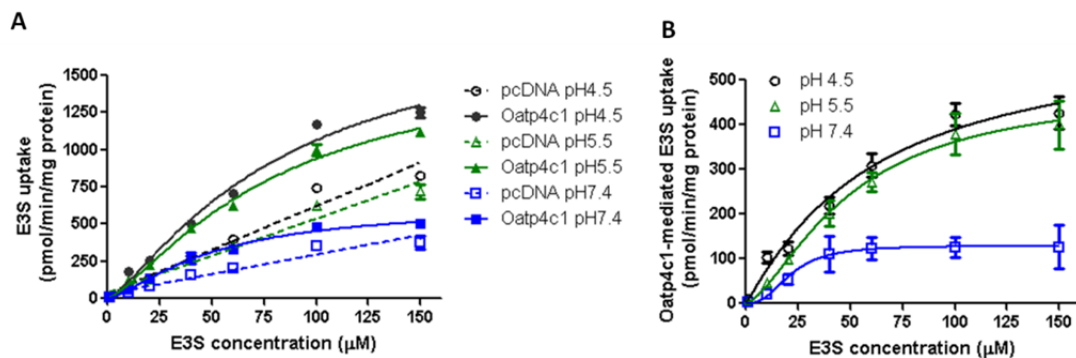 A
E3S uptake
(pmol/min/mg protein)
1500
1250
1000
750
500
250
0
0 25 50 75 100 125 150
E3S concentration (μM)
pcDNA pH4.5
Oatp4c1 pH4.5
pcDNA pH5.5
Oatp4c1 pH5.5
pcDNA pH7.4
Oatp4c1 pH7.4
B
Oatp4c1-mediated E3S uptake
(pmol/min/mg protein)
500
400
300
200
100
0
0 25 50 75 100 125 150
E3S concentration (μM)
pH 4.5
pH 5.5
pH 7.4